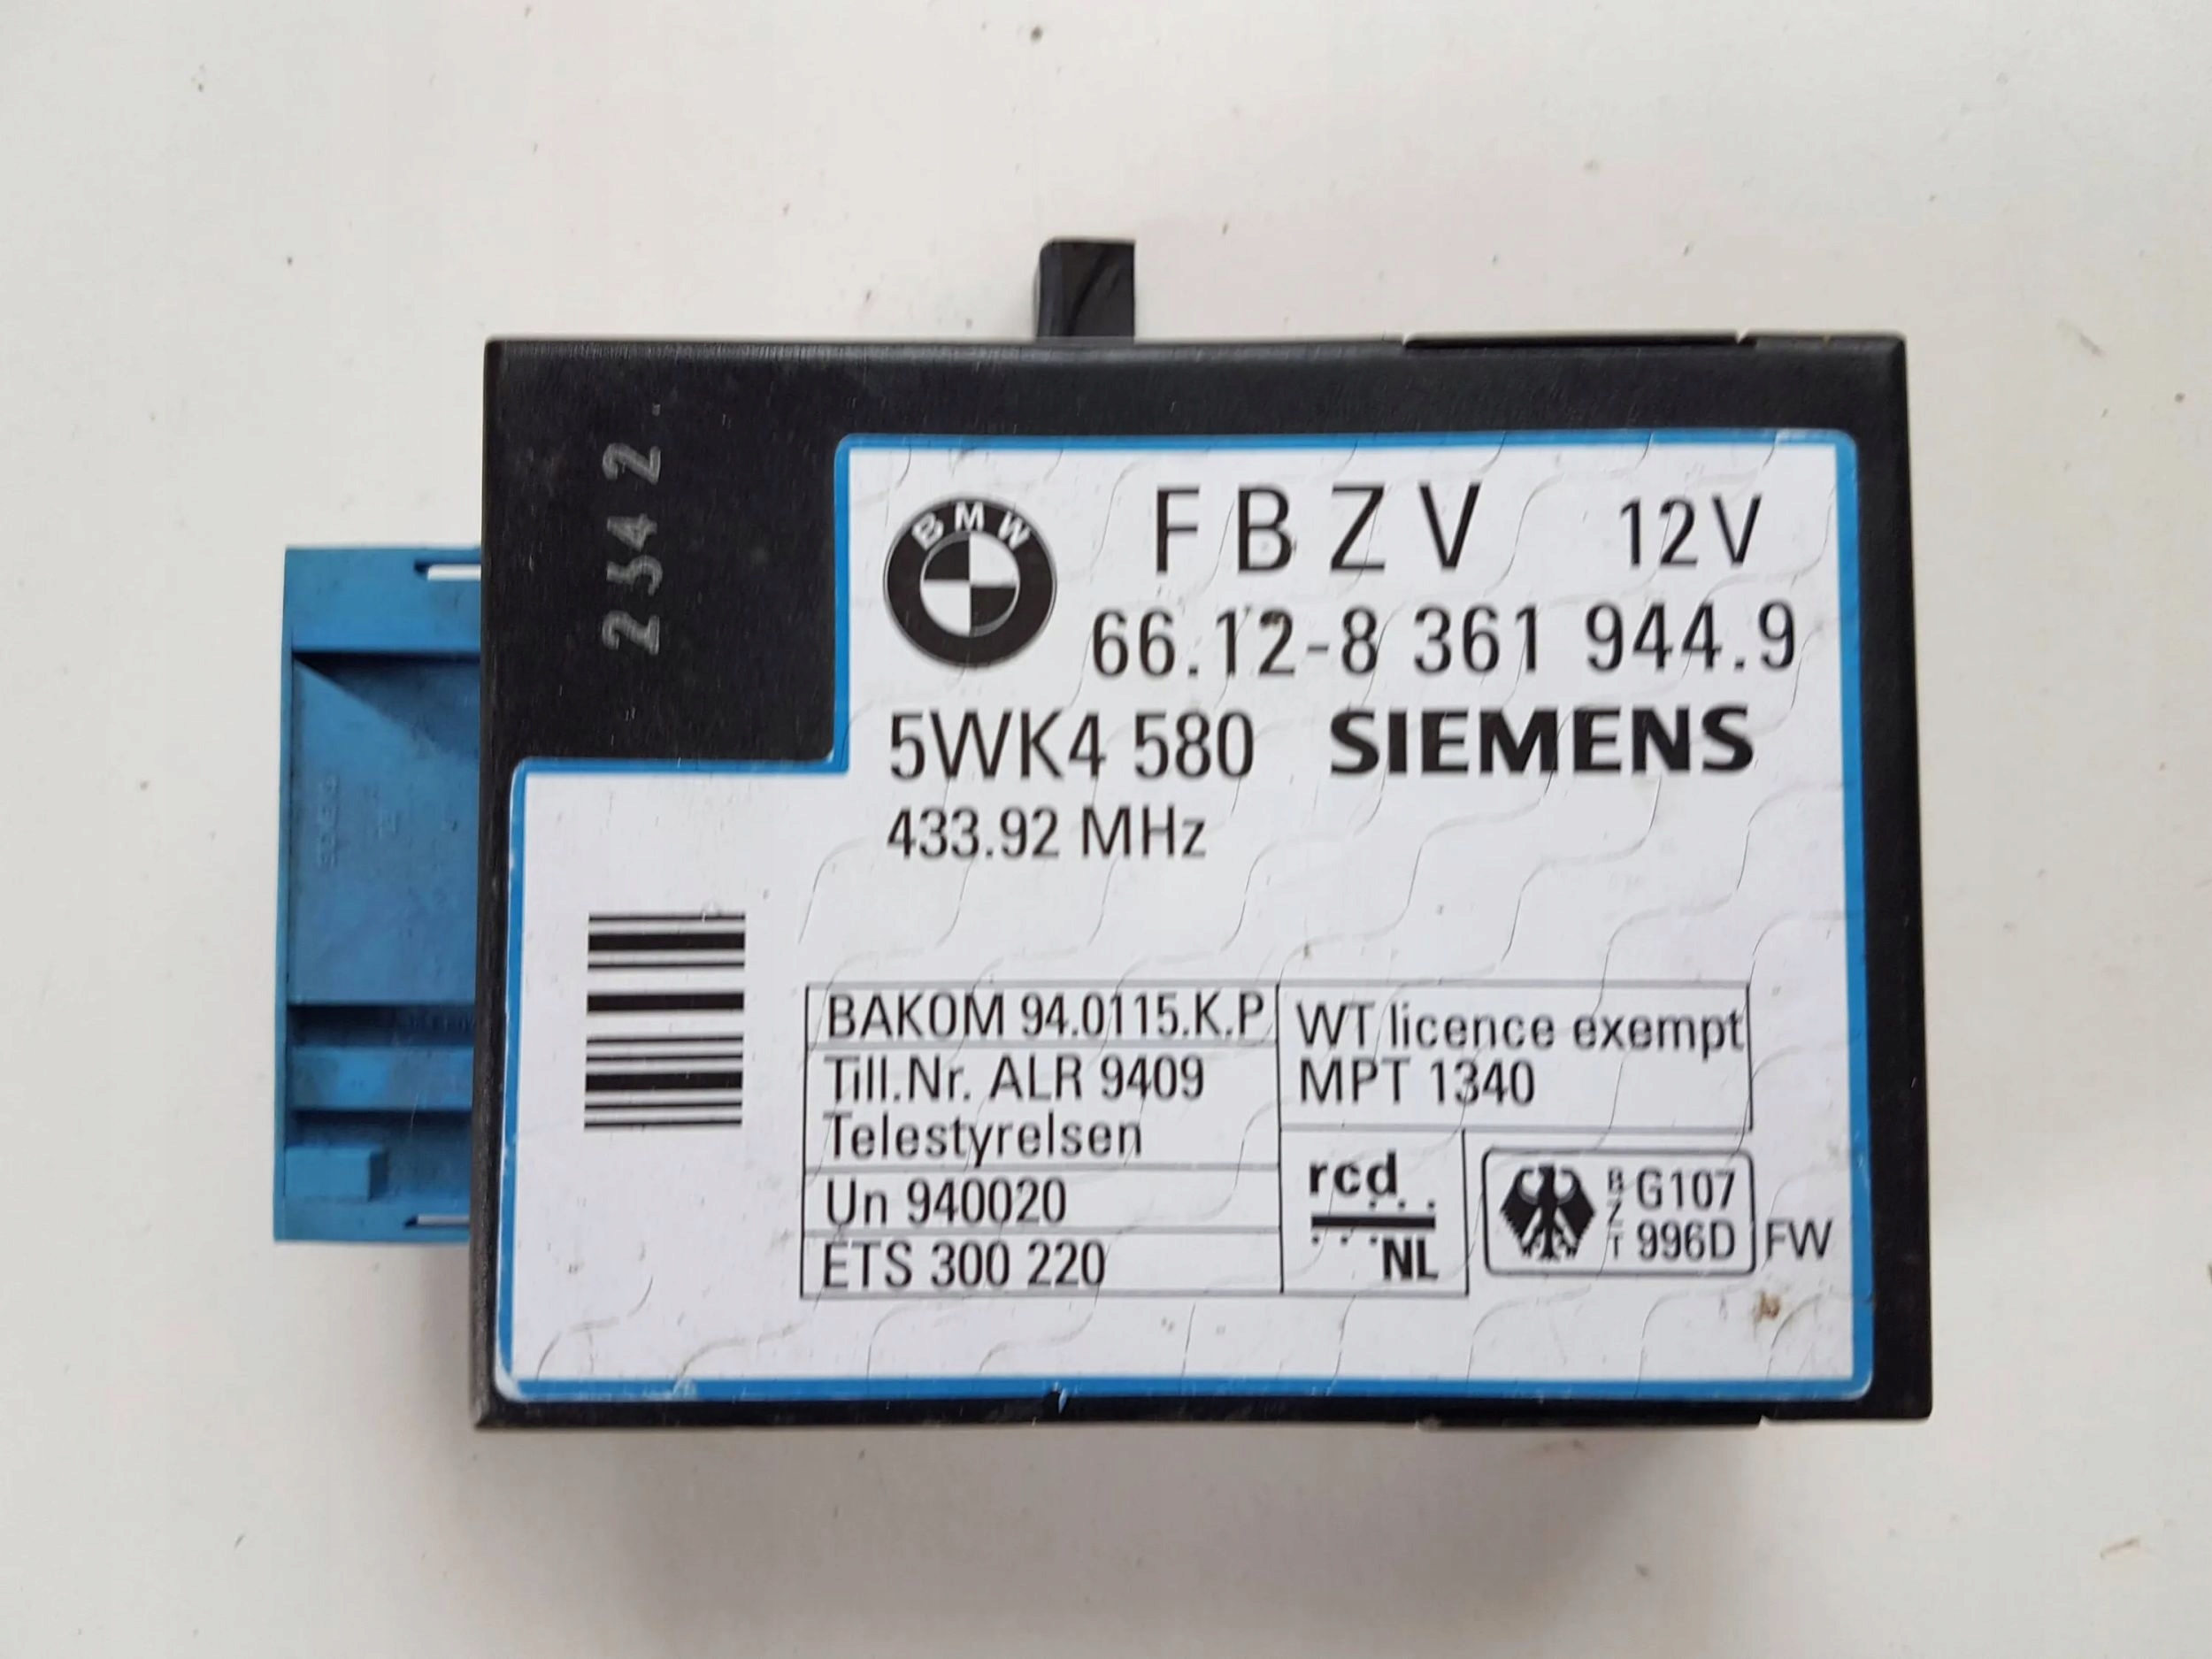 2342
BMW
F B Z V 12V
66.12-8 361 944.9
5WK4 580 SIEMENS
433.92 MHz
BAKOM 94.0115.K.P
Till.Nr. ALR 9409
Telestyrelsen
Un 940020
ETS 300 220
WT licence exempt
MPT 1340
rcd
NL
BZT
G107
996D
FW